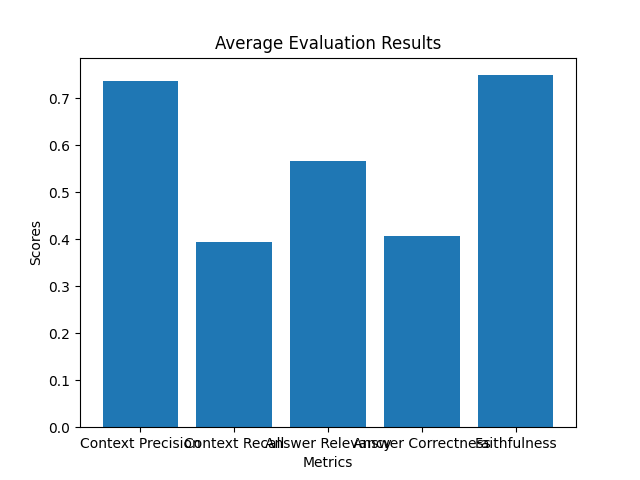 Average Evaluation Results
Scores
0.7
0.6
0.5
0.4
0.3
0.2
0.1
0.0
Context Precision Context Recall Answer Relevancy Answer Correctness Faithfulness
Metrics